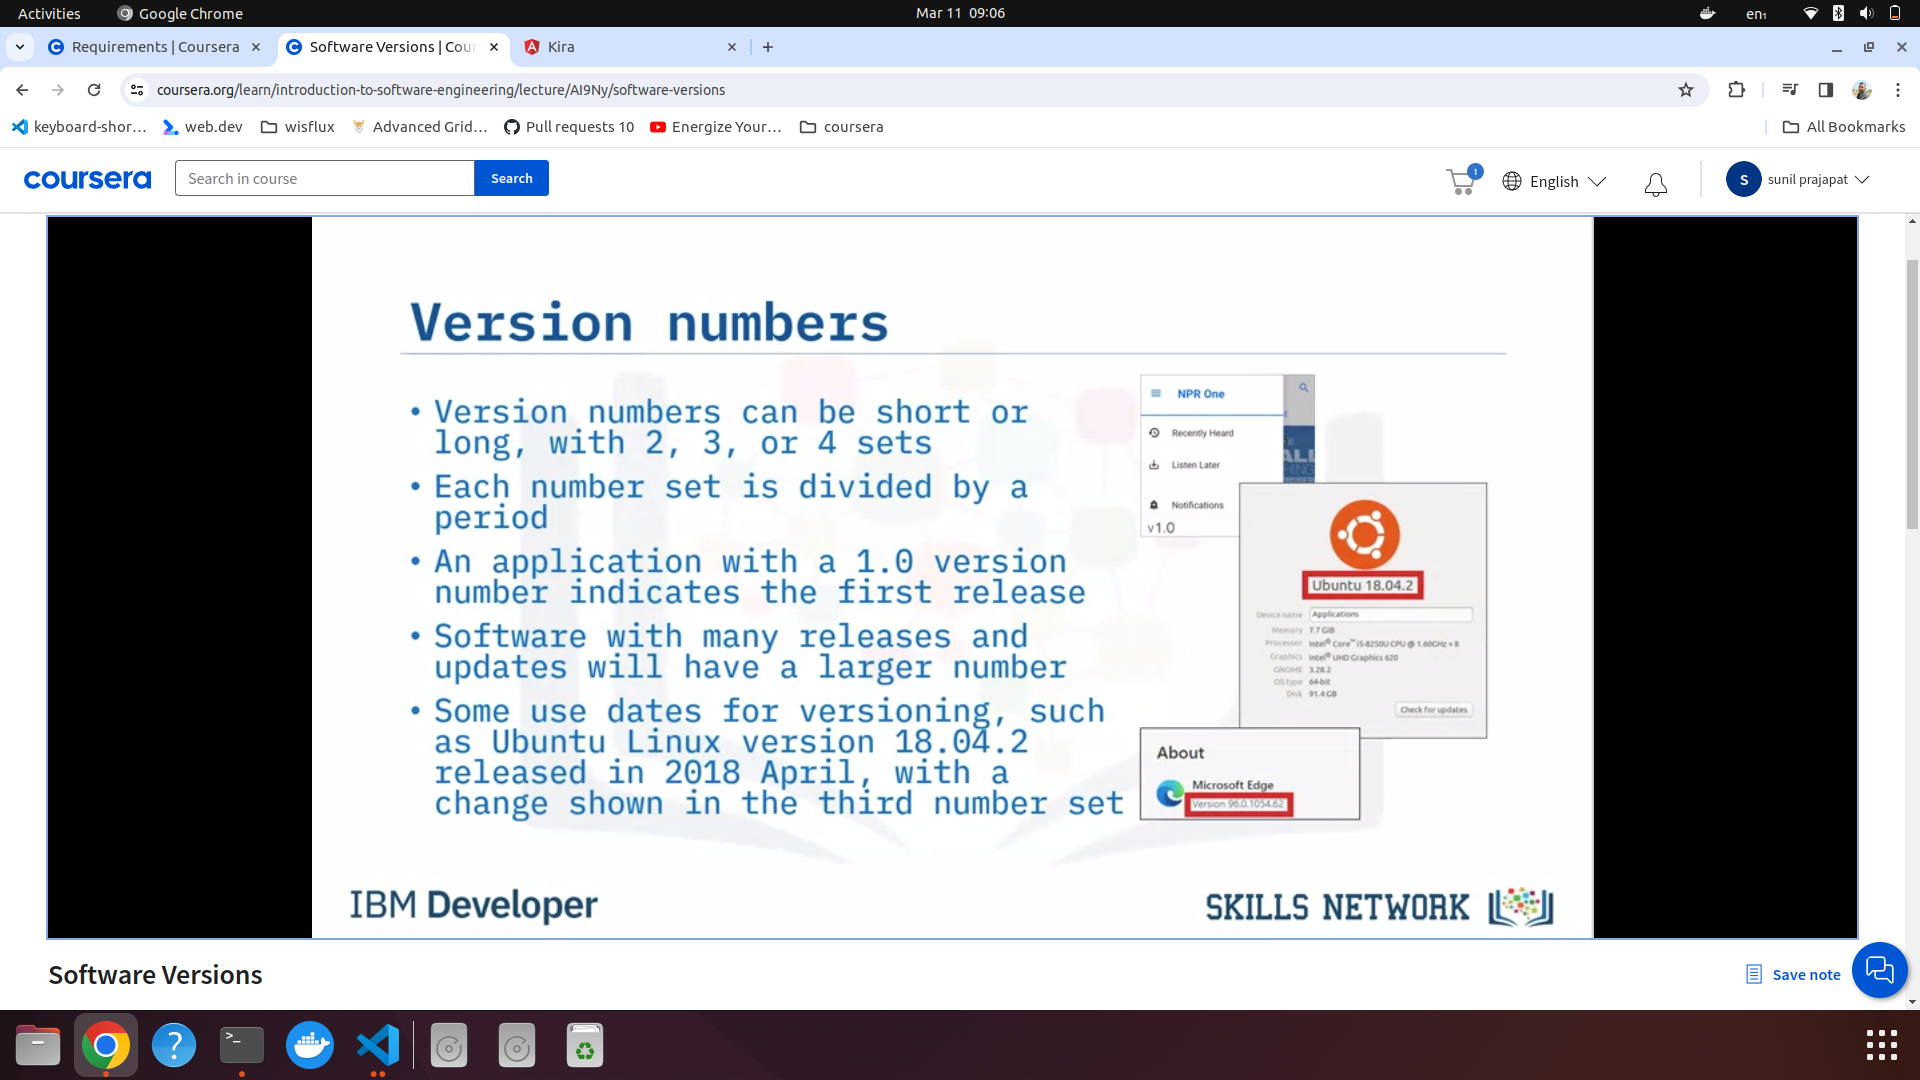 Activities Google Chrome Mar 11 09:06 en1
Requirements | Coursera Software Versions | Cour Kira
coursera.org/learn/introduction-to-software-engineering/lecture/AI9Ny/software-versions
keyboard-shor… web.dev wisflux Advanced Grid… Pull requests 10 Energize Your… coursera All Bookmarks
coursera Search in course Search 1 English S sunil prajapat
Version numbers
• Version numbers can be short or
long, with 2, 3, or 4 sets
• Each number set is divided by a
period
• An application with a 1.0 version
number indicates the first release
• Software with many releases and
updates will have a larger number
• Some use dates for versioning, such
as Ubuntu Linux version 18.04.2
released in 2018 April, with a
change shown in the third number set
NPR One
Recently Heard
Listen Later
Notifications
v1.0
Ubuntu 18.04.2
Device name Applications
Memory 7.7 GiB
Processor Intel® Core™ i5-8250U CPU @ 1.60GHz × 8
Graphics Intel® UHD Graphics 620
GNOME 3.28.2
OS type 64-bit
Disk 91.4 GB
Check for updates
About
Microsoft Edge
Version 96.0.1054.62
IBM Developer
SKILLS NETWORK
Software Versions
Save note